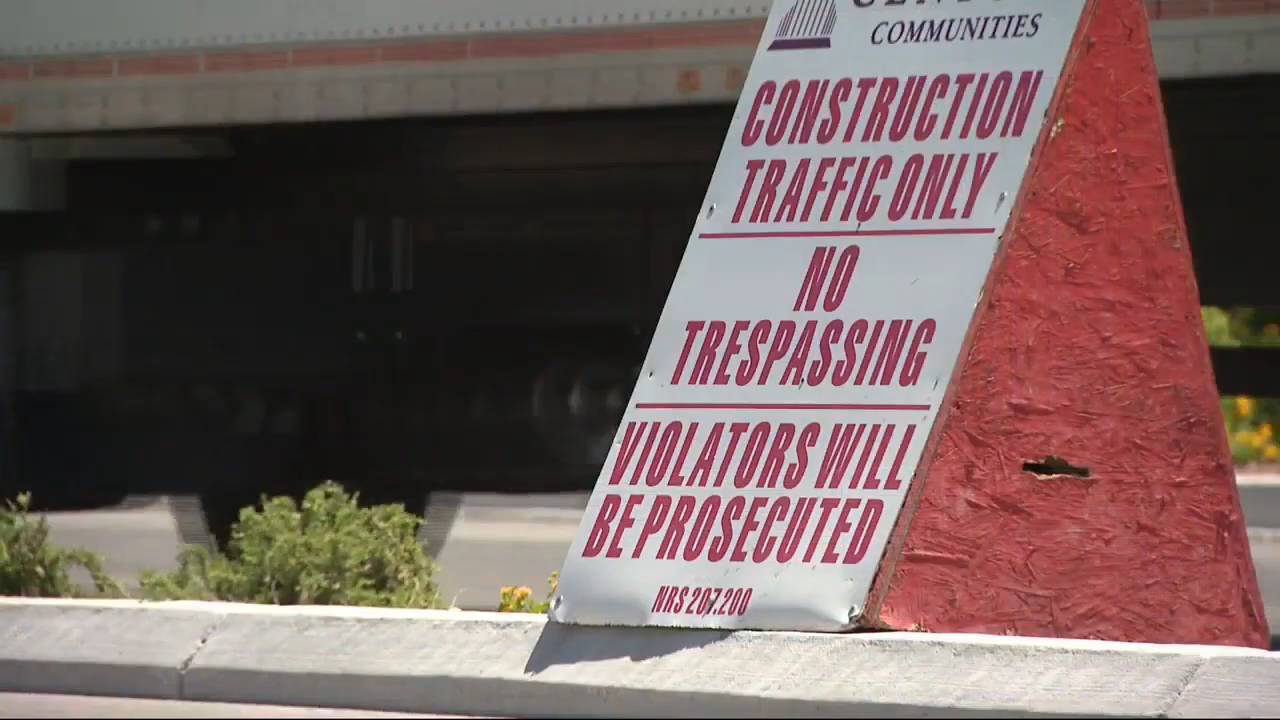 COMMUNITIES
CONSTRUCTION
TRAFFIC ONLY
NO
TRESPASSING
VIOLATORS WILL
BE PROSECUTED
NRS 207.200